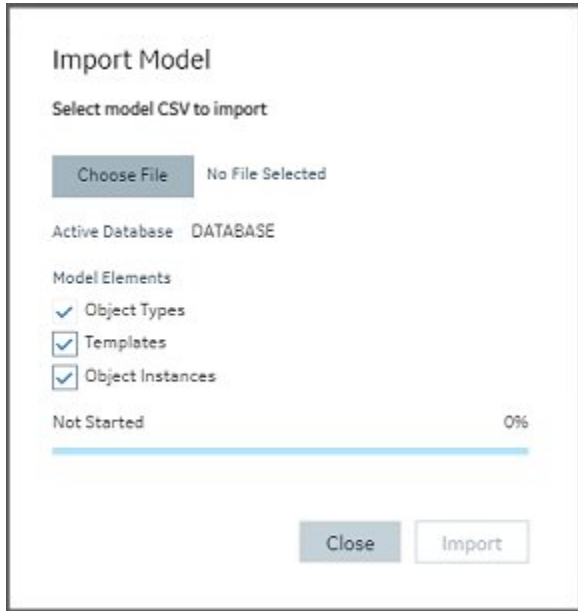 Import Model
Select model CSV to import
Choose File No File Selected
Active Database DATABASE
Model Elements
Object Types
Templates
Object Instances
Not Started 0%
Close Import